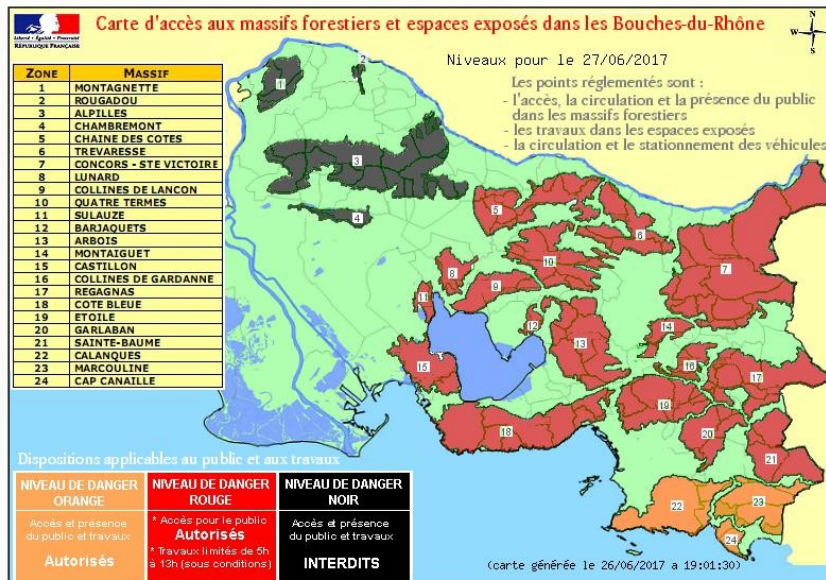 Carte d'accès aux massifs forestiers et espaces exposés dans les Bouches-du-Rhône
Liberté • Égalité • Fraternité
RÉPUBLIQUE FRANÇAISE
N
W
E
S
Niveaux pour le 27/06/2017
Les points réglementés sont :
- l'accès, la circulation et la présence du public
dans les massifs forestiers
- les travaux dans les espaces exposés
- la circulation et le stationnement des véhicules
ZONE MASSIF
1 MONTAGNETTE
2 ROUGADOU
3 ALPILLES
4 CHAMBREMONT
5 CHAINE DES COTES
6 TREVARESSE
7 CONCORS - STE VICTOIRE
8 LUNARD
9 COLLINES DE LANCON
10 QUATRE TERMES
11 SULAUZE
12 BARJAQUETS
13 ARBOIS
14 MONTAIGUET
15 CASTILLON
16 COLLINES DE GARDANNE
17 REGAGNAS
18 COTE BLEUE
19 ETOILE
20 GARLABAN
21 SAINTE-BAUME
22 CALANQUES
23 MARCOULINE
24 CAP CANAILLE
1
2
3
4
5
6
7
8
9
10
11
12
13
14
15
16
17
18
19
20
21
22
23
24
Dispositions applicables au public et aux travaux
NIVEAU DE DANGER
ORANGE
Accès et présence
du public et travaux
Autorisés
NIVEAU DE DANGER
ROUGE
* Accès pour le public
Autorisés
* Travaux limités de 5h
à 13h (sous conditions)
NIVEAU DE DANGER
NOIR
Accès et présence
du public et travaux
INTERDITS
(carte générée le 26/06/2017 a 19:01:30)